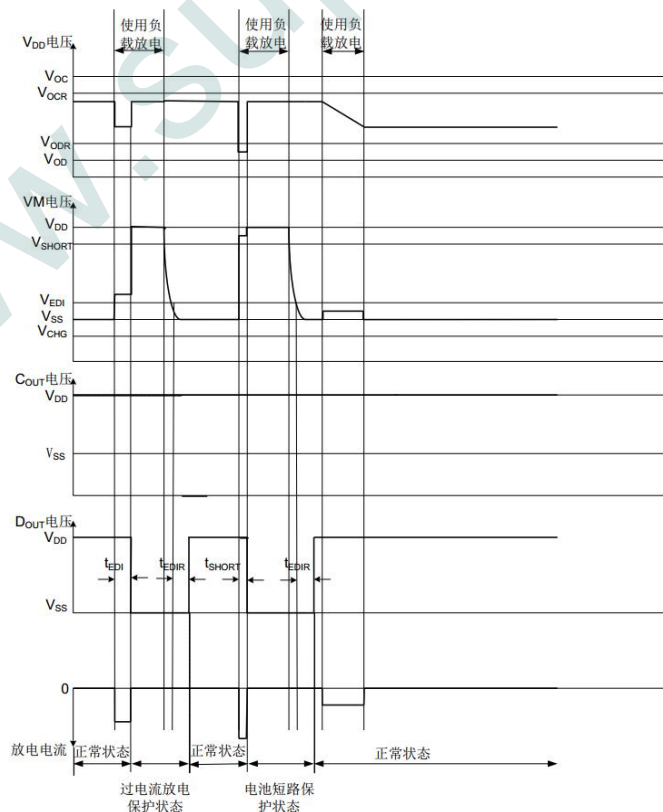 使用负
载放电
使用负
载放电
使用负
载放电
VDD电压
VOC
VOCR
VODR
VOD
VM电压
VDD
VSHORT
VEDI
VSS
VCHG
COUT电压
VDD
VSS
DOUT电压
VDD
tEDI
tEDIR
tSHORT
tEDIR
VSS
0
放电电流
正常状态
正常状态
正常状态
过电流放电
保护状态
电池短路保
护状态
www.su